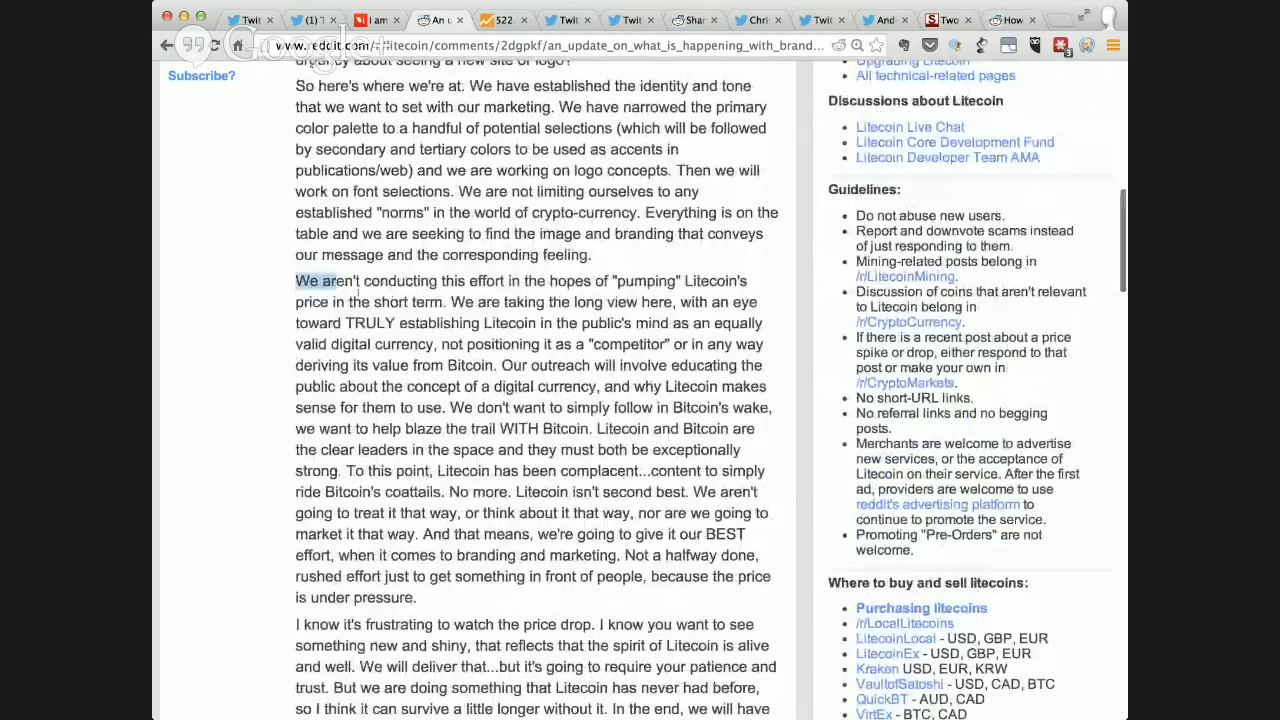 Twit
(1) T
I am
An u
522.
Twit
Twit
Shar
Chri
Twit
And
Two
How
Google+
www.reddit.com/r/litecoin/comments/2dgpkf/an_update_on_what_is_happening_with_brand...
3
Subscribe?
urgency about seeing a new site or logo?
So here's where we're at. We have established the identity and tone
that we want to set with our marketing. We have narrowed the primary
color palette to a handful of potential selections (which will be followed
by secondary and tertiary colors to be used as accents in
publications/web) and we are working on logo concepts. Then we will
work on font selections. We are not limiting ourselves to any
established "norms" in the world of crypto-currency. Everything is on the
table and we are seeking to find the image and branding that conveys
our message and the corresponding feeling.
We aren't conducting this effort in the hopes of "pumping" Litecoin's
price in the short term. We are taking the long view here, with an eye
toward TRULY establishing Litecoin in the public's mind as an equally
valid digital currency, not positioning it as a "competitor" or in any way
deriving its value from Bitcoin. Our outreach will involve educating the
public about the concept of a digital currency, and why Litecoin makes
sense for them to use. We don't want to simply follow in Bitcoin's wake,
we want to help blaze the trail WITH Bitcoin. Litecoin and Bitcoin are
the clear leaders in the space and they must both be exceptionally
strong. To this point, Litecoin has been complacent...content to simply
ride Bitcoin's coattails. No more. Litecoin isn't second best. We aren't
going to treat it that way, or think about it that way, nor are we going to
market it that way. And that means, we're going to give it our BEST
effort, when it comes to branding and marketing. Not a halfway done,
rushed effort just to get something in front of people, because the price
is under pressure.
I know it's frustrating to watch the price drop. I know you want to see
something new and shiny, that reflects that the spirit of Litecoin is alive
and well. We will deliver that...but it's going to require your patience and
trust. But we are doing something that Litecoin has never had before,
so I think it can survive a little longer without it. In the end, we will have
Upgrading Litecoin
All technical-related pages
Discussions about Litecoin
Litecoin Live Chat
Litecoin Core Development Fund
Litecoin Developer Team AMA
Guidelines:
Do not abuse new users.
Report and downvote scams instead
of just responding to them.
Mining-related posts belong in
/r/LitecoinMining.
Discussion of coins that aren't relevant
to Litecoin belong in
/r/CryptoCurrency.
If there is a recent post about a price
spike or drop, either respond to that
post or make your own in
/r/CryptoMarkets.
No short-URL links.
No referral links and no begging
posts.
Merchants are welcome to advertise
new services, or the acceptance of
Litecoin on their service. After the first
ad, providers are welcome to use
reddit's advertising platform to
continue to promote the service.
Promoting "Pre-Orders" are not
welcome.
Where to buy and sell litecoins:
Purchasing litecoins
/r/LocalLitecoins
LitecoinLocal - USD, GBP, EUR
LitecoinEx - USD, GBP, EUR
Kraken USD, EUR, KRW
VaultofSatoshi - USD, CAD, BTC
QuickBT - AUD, CAD
VirtEx - BTC, CAD